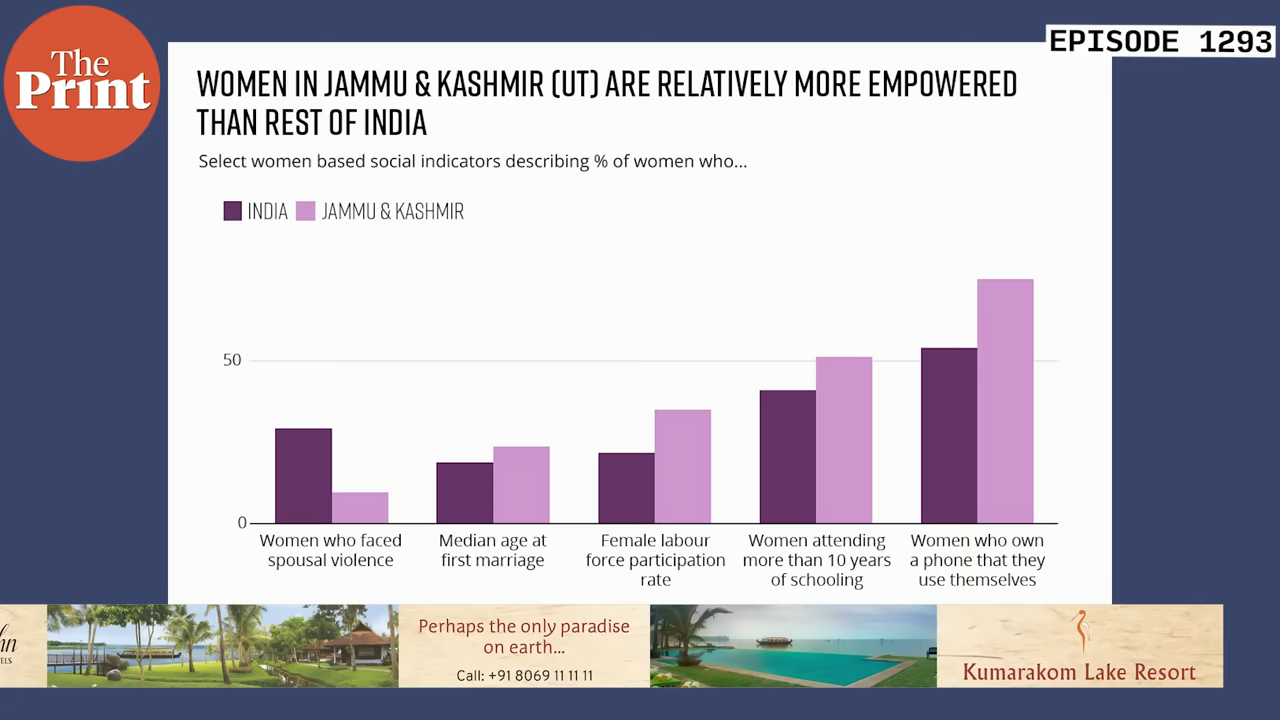 The
Print
EPISODE 1293
WOMEN IN JAMMU & KASHMIR (UT) ARE RELATIVELY MORE EMPOWERED
THAN REST OF INDIA
Select women based social indicators describing % of women who...
INDIA
JAMMU & KASHMIR
50
0
Women who faced
spousal violence
Median age at
first marriage
Female labour
force participation
rate
Women attending
more than 10 years
of schooling
Women who own
a phone that they
use themselves
Perhaps the only paradise
on earth...
Call: +91 8069 11 11 11
Kumarakom Lake Resort